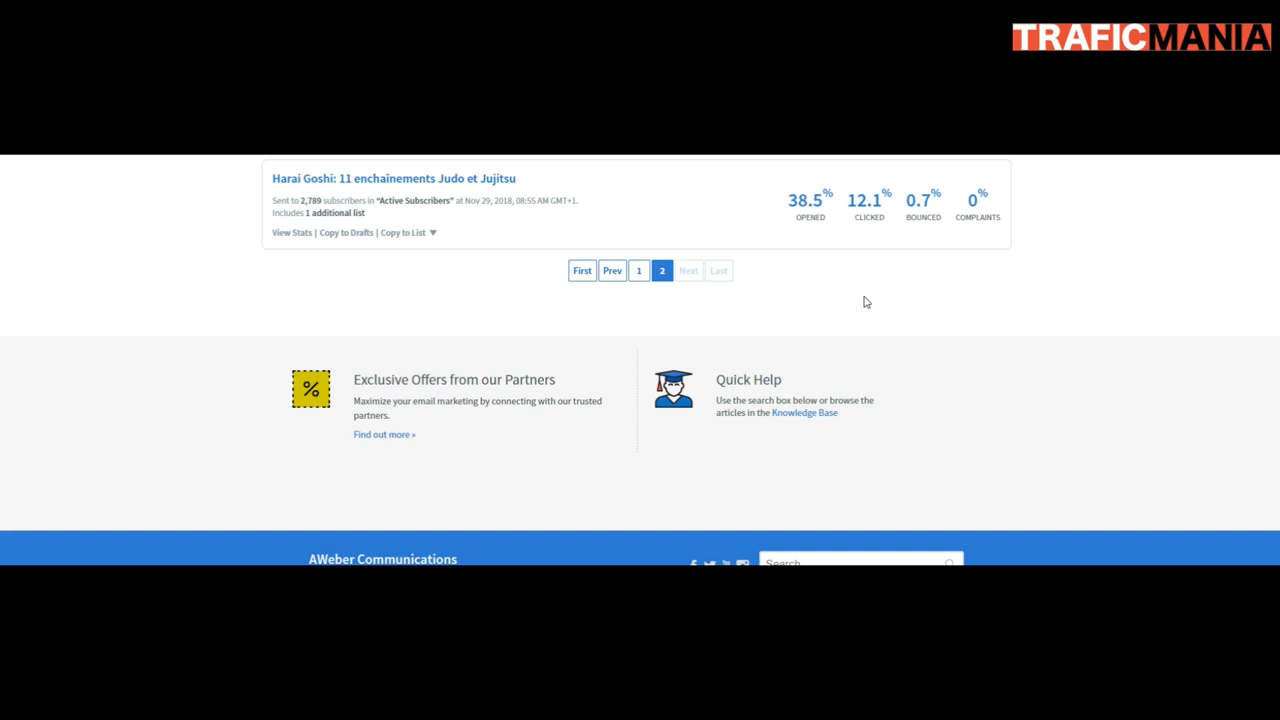 TRAFICMANIA
Harai Goshi: 11 enchaînements Judo et Jujitsu
Sent to 2,789 subscribers in “Active Subscribers” at Nov 29, 2018, 08:55 AM GMT+1.
Includes 1 additional list
View Stats | Copy to Drafts | Copy to List ▼
38.5% 12.1% 0.7% 0%
OPENED CLICKED BOUNCED COMPLAINTS
First Prev 1 2 Next Last
%
Exclusive Offers from our Partners
Maximize your email marketing by connecting with our trusted
partners.
Find out more »
Quick Help
Use the search box below or browse the
articles in the Knowledge Base
AWeber Communications
Search